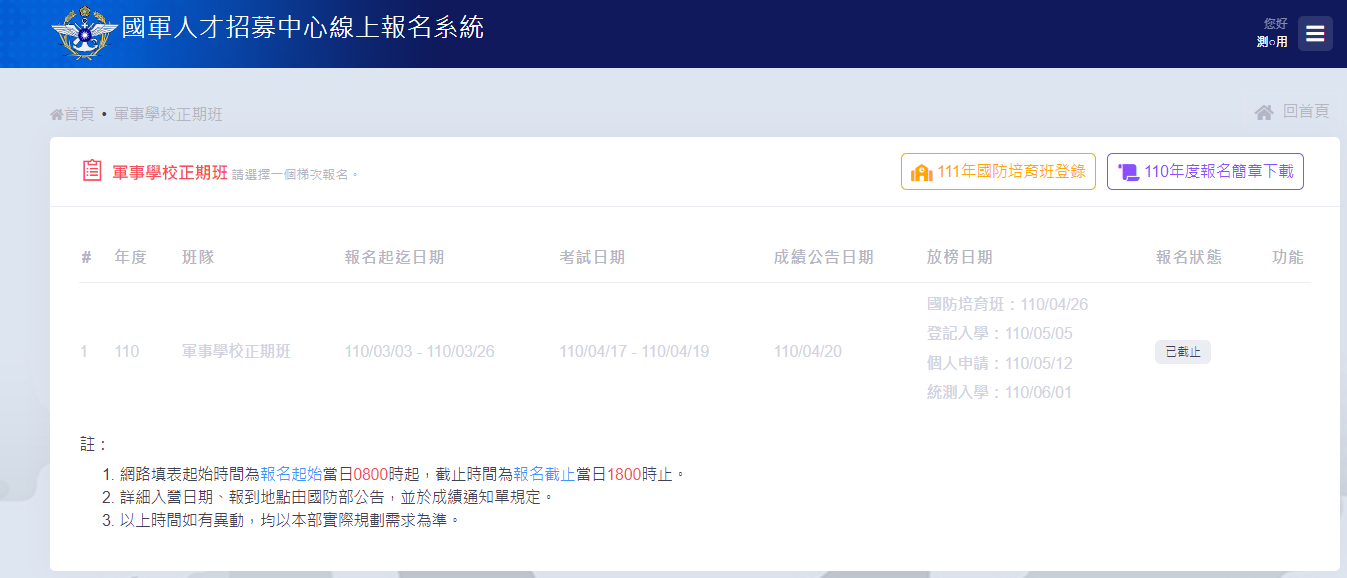 國軍人才招募中心線上報名系統
您好
測○用
首頁 • 軍事學校正期班
回首頁
軍事學校正期班 請選擇一個梯次報名。
111年國防培育班登錄
110年度報名簡章下載
# 年度 班隊 報名起迄日期 考試日期 成績公告日期 放榜日期 報名狀態 功能
國防培育班：110/04/26
登記入學：110/05/05
1 110 軍事學校正期班 110/03/03 - 110/03/26 110/04/17 - 110/04/19 110/04/20 已截止
個人申請：110/05/12
統測入學：110/06/01
註：
1. 網路填表起始時間為報名起始當日0800時起，截止時間為報名截止當日1800時止。
2. 詳細入營日期、報到地點由國防部公告，並於成績通知單規定。
3. 以上時間如有異動，均以本部實際規劃需求為準。